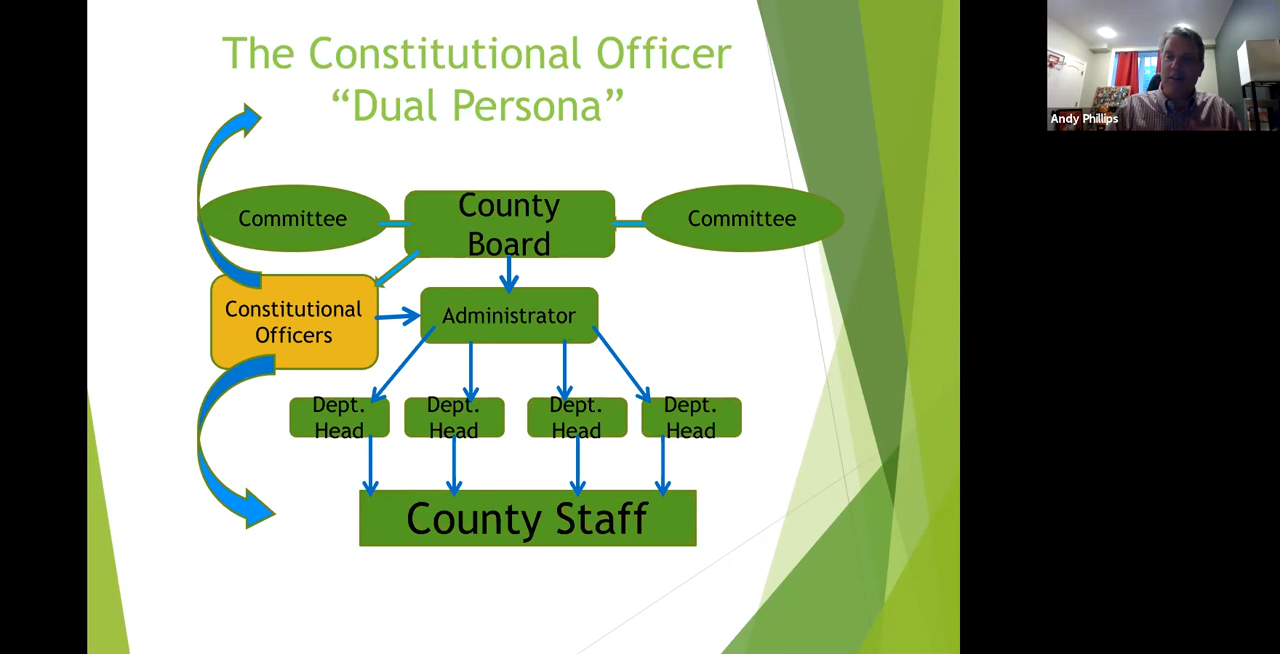 The Constitutional Officer
“Dual Persona”
Andy Phillips
Committee
County
Board
Committee
Constitutional
Officers
Administrator
Dept.
Head
Dept.
Head
Dept.
Head
Dept.
Head
County Staff